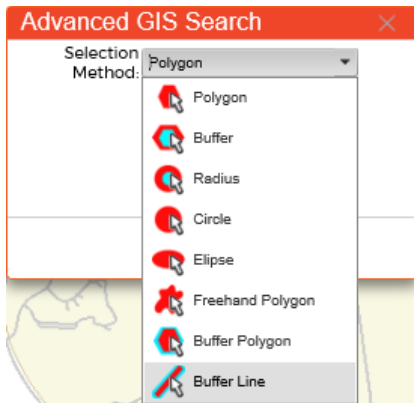 Advanced GIS Search
Selection
Method:
Polygon
Polygon
Buffer
Radius
Circle
Elipse
Freehand Polygon
Buffer Polygon
Buffer Line